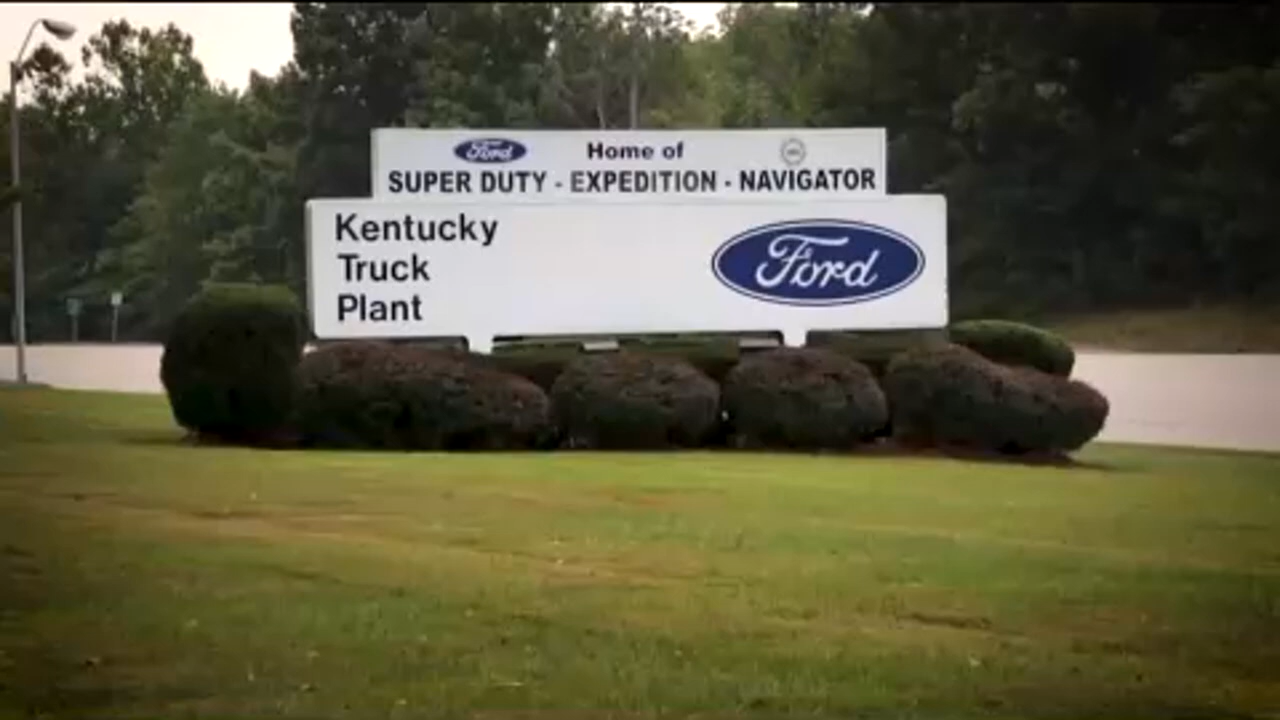 Ford Home of
SUPER DUTY - EXPEDITION - NAVIGATOR
Kentucky
Truck
Plant
Ford